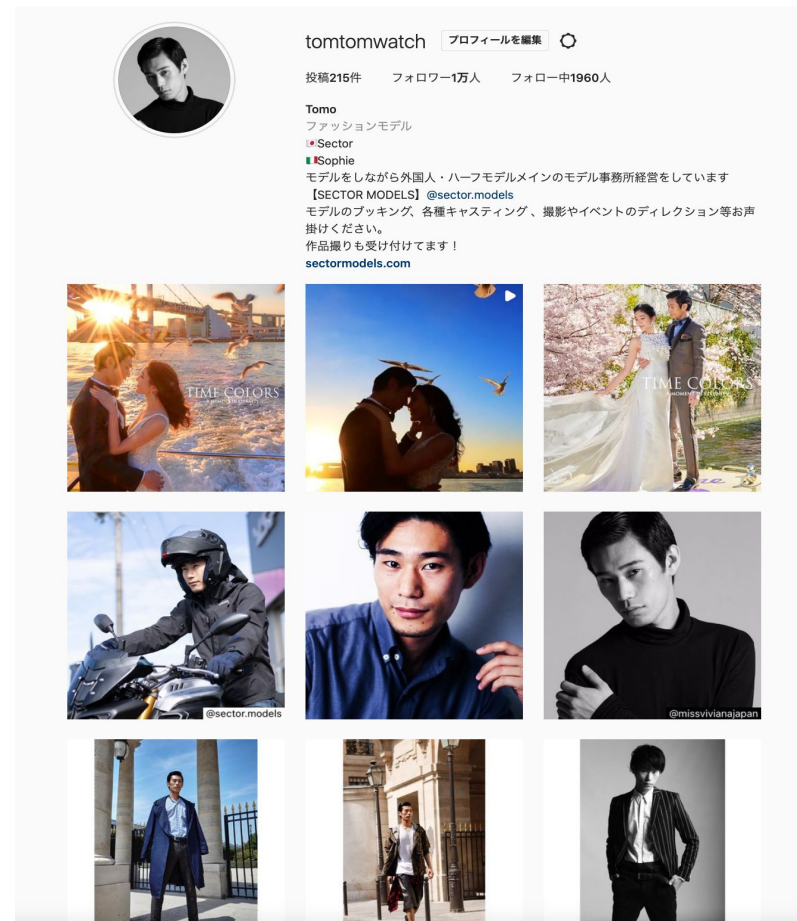 tomtomwatch プロフィールを編集
投稿215件 フォロワー1万人 フォロー中1960人
Tomo
ファッションモデル
Sector
Sophie
モデルをしながら外国人・ハーフモデルメインのモデル事務所経営をしています
【SECTOR MODELS】@sector.models
モデルのブッキング、各種キャスティング 、撮影やイベントのディレクション等お声
掛けください。
作品撮りも受け付けてます！
sectormodels.com
TIME COLORS
TIME COLORS
@sector.models
@missvivianajapan